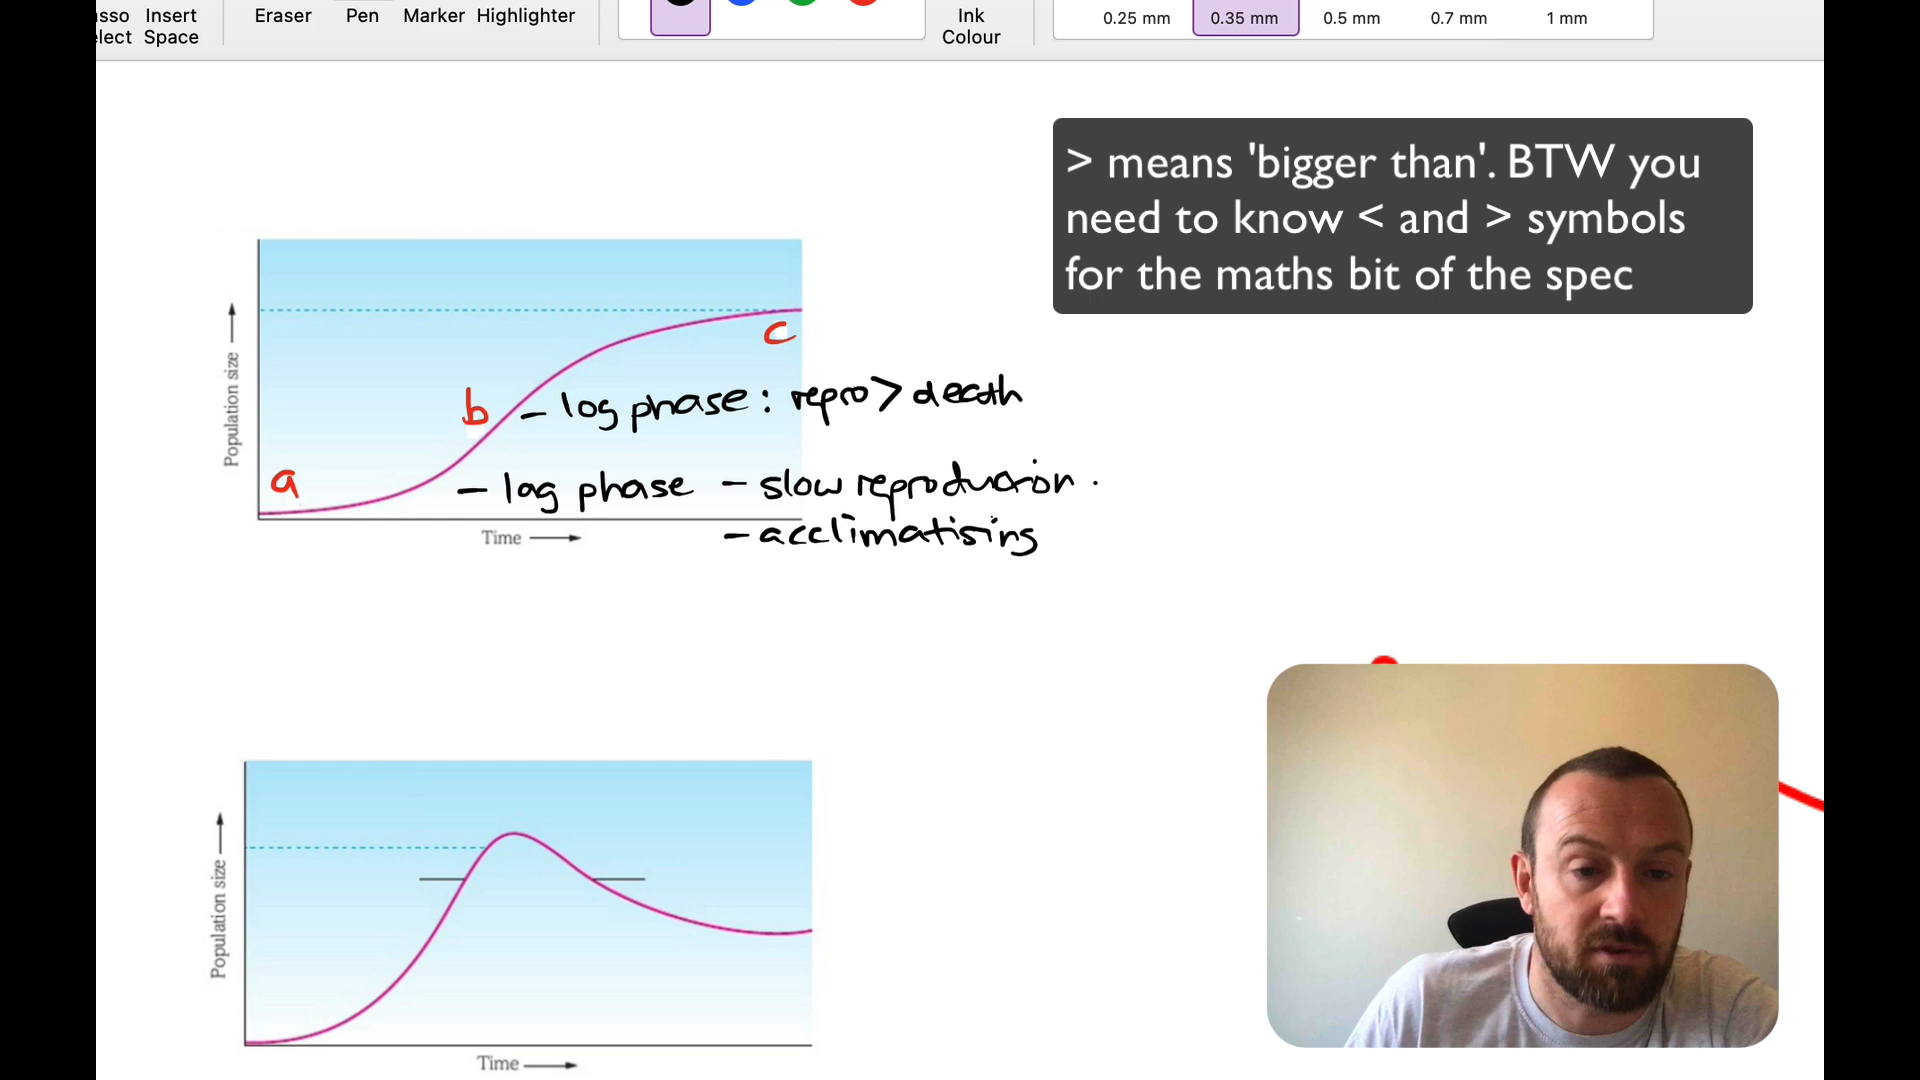 asso Insert Eraser Pen Marker Highlighter Ink 0.25 mm 0.35 mm 0.5 mm 0.7 mm 1 mm
elect Space Colour
> means 'bigger than'. BTW you
need to know < and > symbols
for the maths bit of the spec
Population size
c
b - log phase : repro > death
a - lag phase - slow reproduction .
- acclimatising
Time
Population size
Time